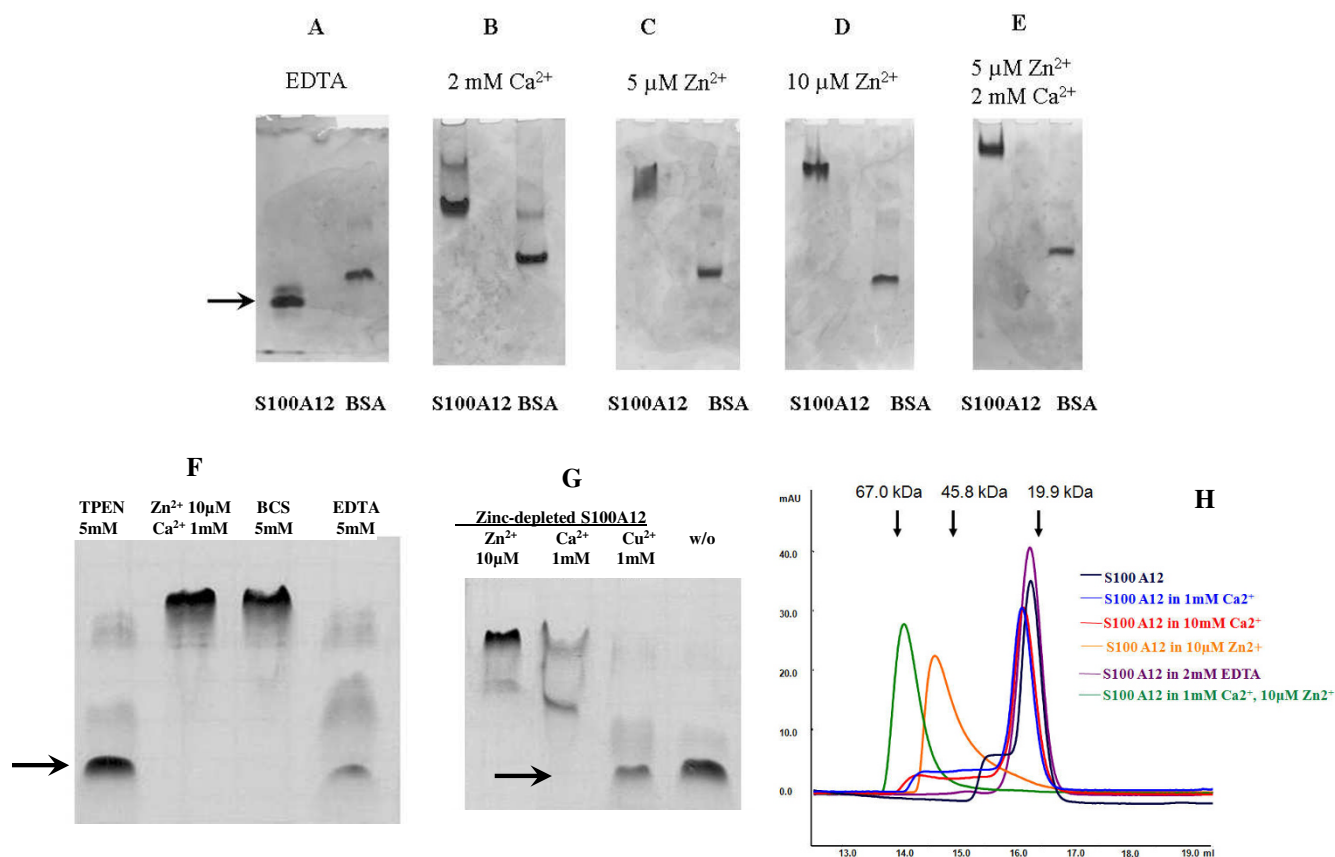 A B C D E
EDTA 2 mM Ca²⁺ 5 μM Zn²⁺ 10 μM Zn²⁺ 5 μM Zn²⁺
2 mM Ca²⁺
S100A12 BSA S100A12 BSA S100A12 BSA S100A12 BSA S100A12 BSA
F
TPEN Zn²⁺ 10μM BCS EDTA
5mM Ca²⁺ 1mM 5mM 5mM
G
Zinc-depleted S100A12
Zn²⁺ Ca²⁺ Cu²⁺ w/o
10μM 1mM 1mM
H
mAU 67.0 kDa 45.8 kDa 19.9 kDa
40.0
30.0
20.0
10.0
0.0
S100 A12
S100 A12 in 1mM Ca²⁺
S100 A12 in 10mM Ca²⁺
S100 A12 in 10μM Zn2+
S100 A12 in 2mM EDTA
S100 A12 in 1mM Ca²⁺, 10μM Zn²⁺
13.0 14.0 15.0 16.0 17.0 18.0 19.0 ml